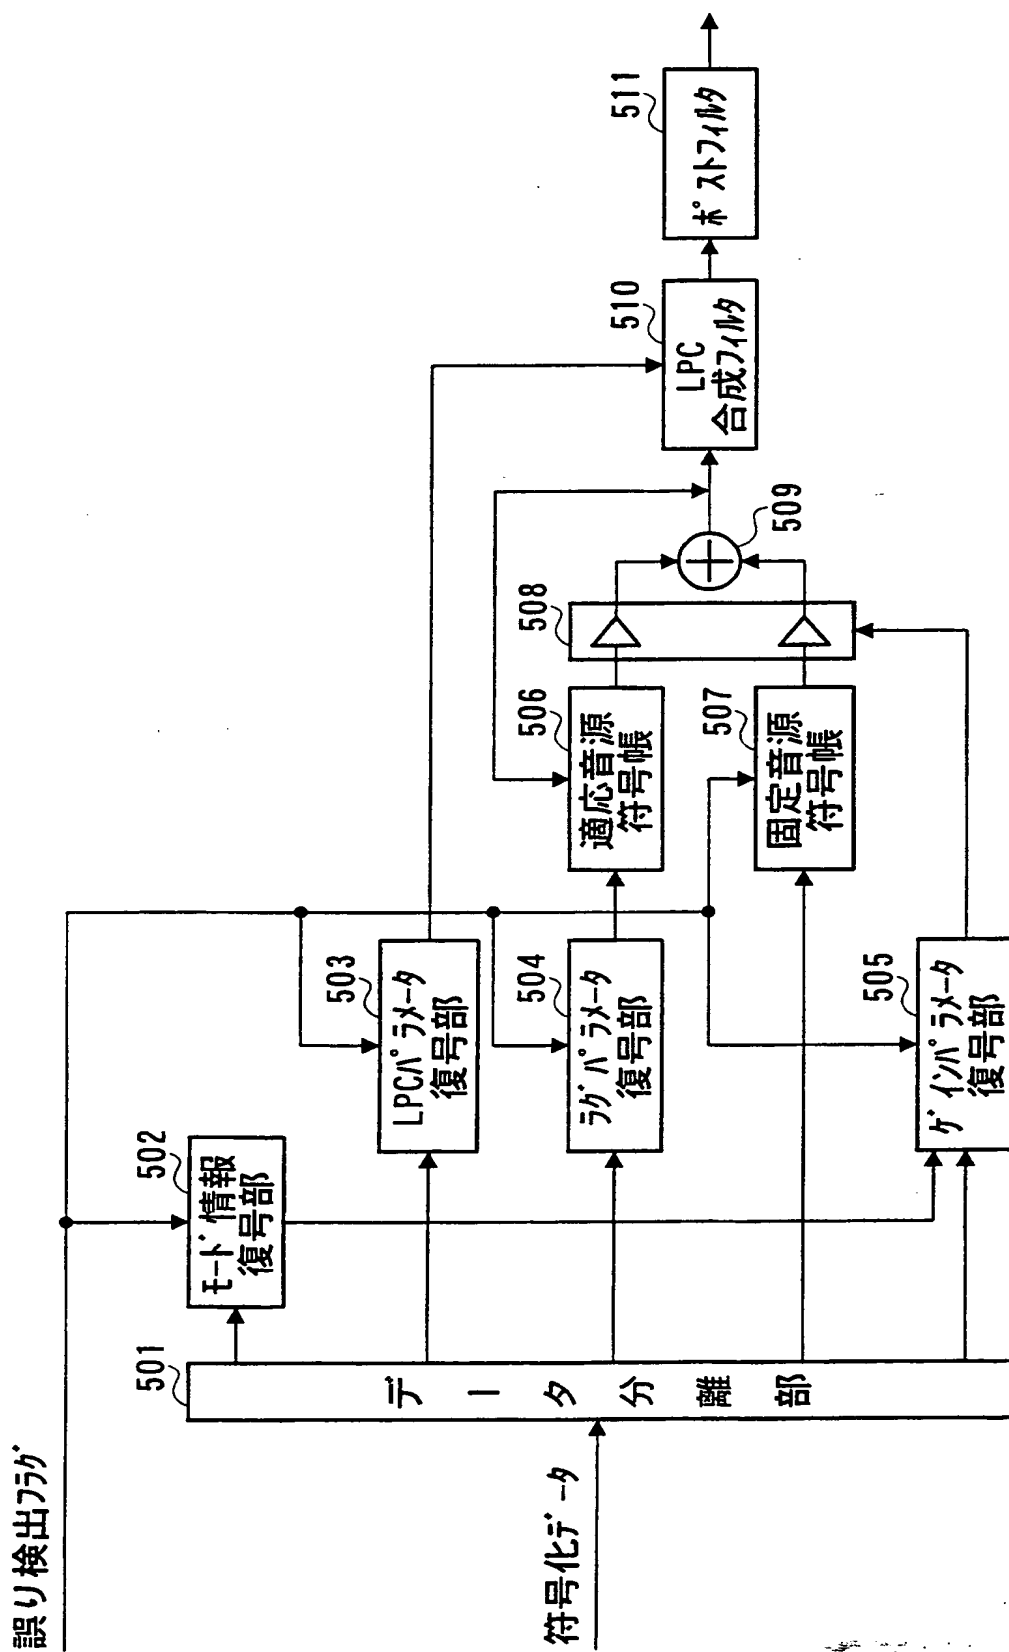 誤り検出フラグ
符号化データ
501
データ分離部
502
モード情報
復号部
503
LPCパラメータ
復号部
504
ラグパラメータ
復号部
505
ゲインパラメータ
復号部
506
適応音源
符号帳
507
固定音源
符号帳
508
509
510
LPC
合成フィルタ
511
ポストフィルタ